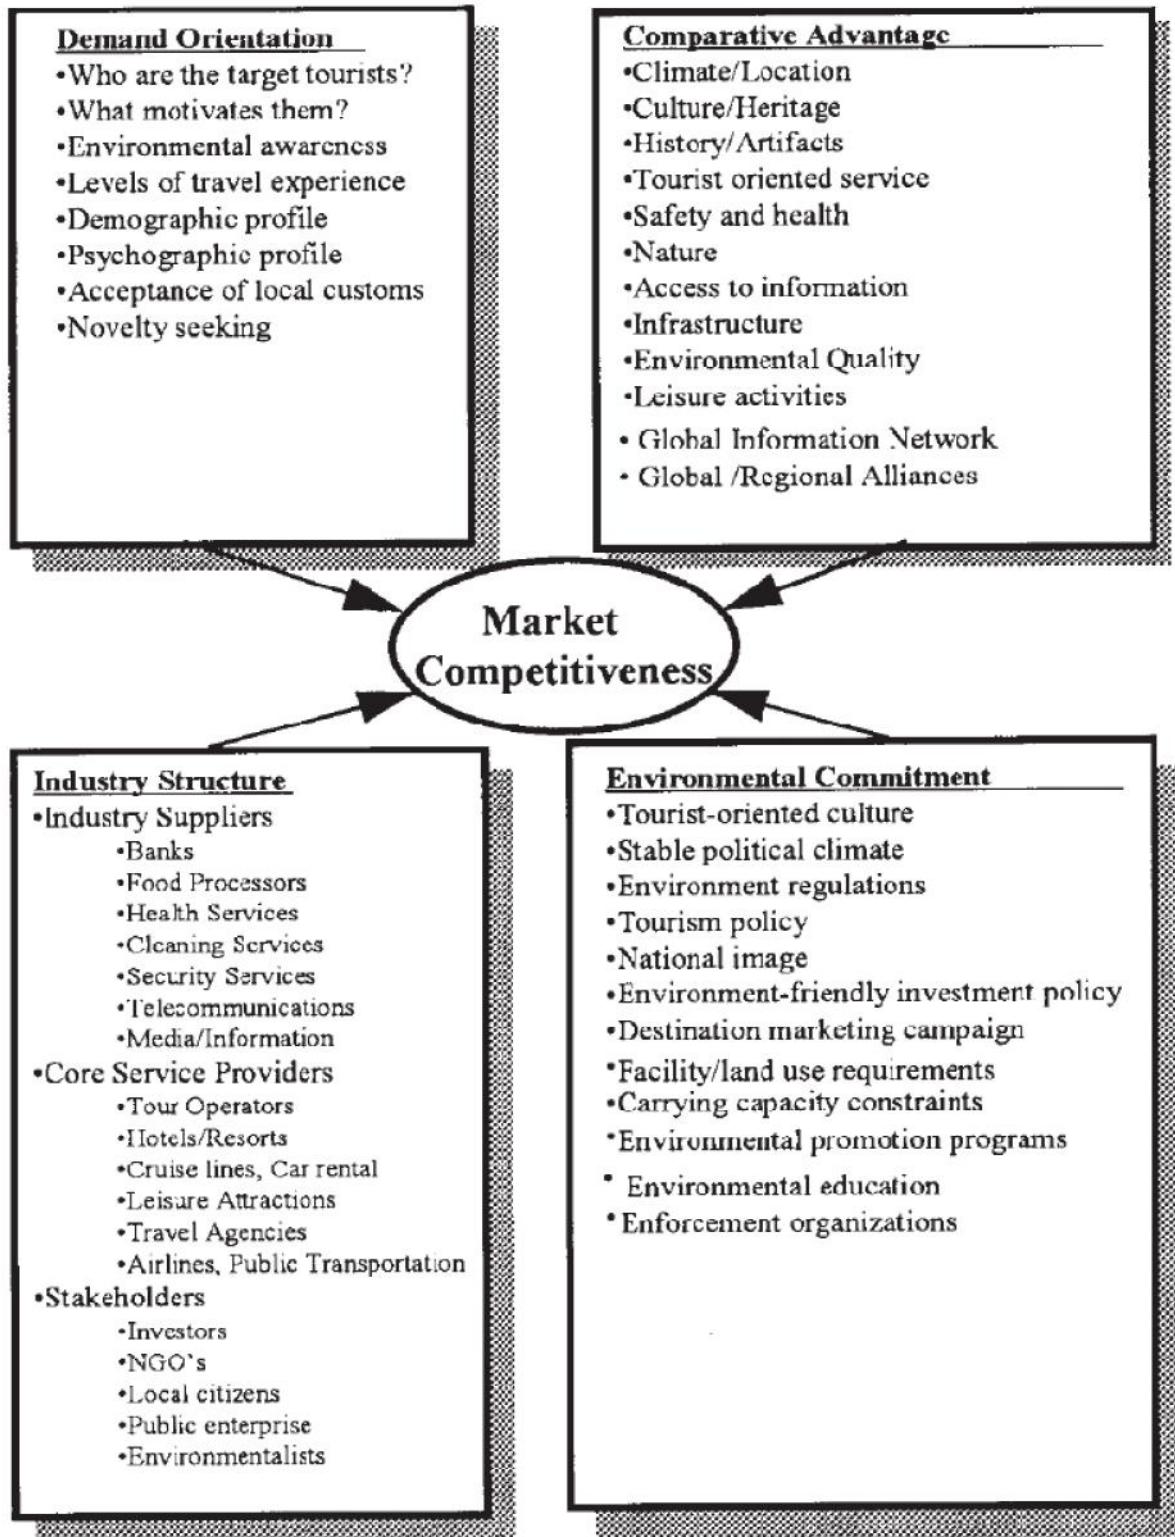 Demand Orientation
•Who are the target tourists?
•What motivates them?
•Environmental awareness
•Levels of travel experience
•Demographic profile
•Psychographic profile
•Acceptance of local customs
•Novelty seeking
Comparative Advantage
•Climate/Location
•Culture/Heritage
•History/Artifacts
•Tourist oriented service
•Safety and health
•Nature
•Access to information
•Infrastructure
•Environmental Quality
•Leisure activities
• Global Information Network
• Global /Regional Alliances
Market
Competitiveness
Industry Structure
•Industry Suppliers
•Banks
•Food Processors
•Health Services
•Cleaning Services
•Security Services
•Telecommunications
•Media/Information
•Core Service Providers
•Tour Operators
•Hotels/Resorts
•Cruise lines, Car rental
•Leisure Attractions
•Travel Agencies
•Airlines, Public Transportation
•Stakeholders
•Investors
•NGO's
•Local citizens
•Public enterprise
•Environmentalists
Environmental Commitment
•Tourist-oriented culture
•Stable political climate
•Environment regulations
•Tourism policy
•National image
•Environment-friendly investment policy
•Destination marketing campaign
•Facility/land use requirements
•Carrying capacity constraints
•Environmental promotion programs
• Environmental education
•Enforcement organizations